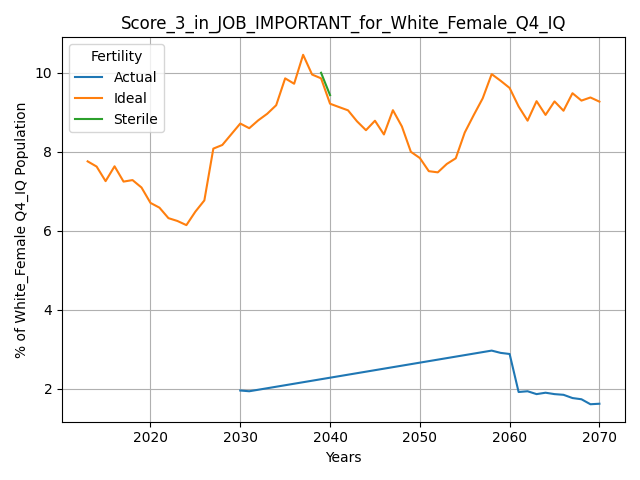 Score_3_in_JOB_IMPORTANT_for_White_Female_Q4_IQ
Fertility
Actual
Ideal
Sterile
% of White_Female Q4_IQ Population
10
8
6
4
2
2020 2030 2040 2050 2060 2070
Years